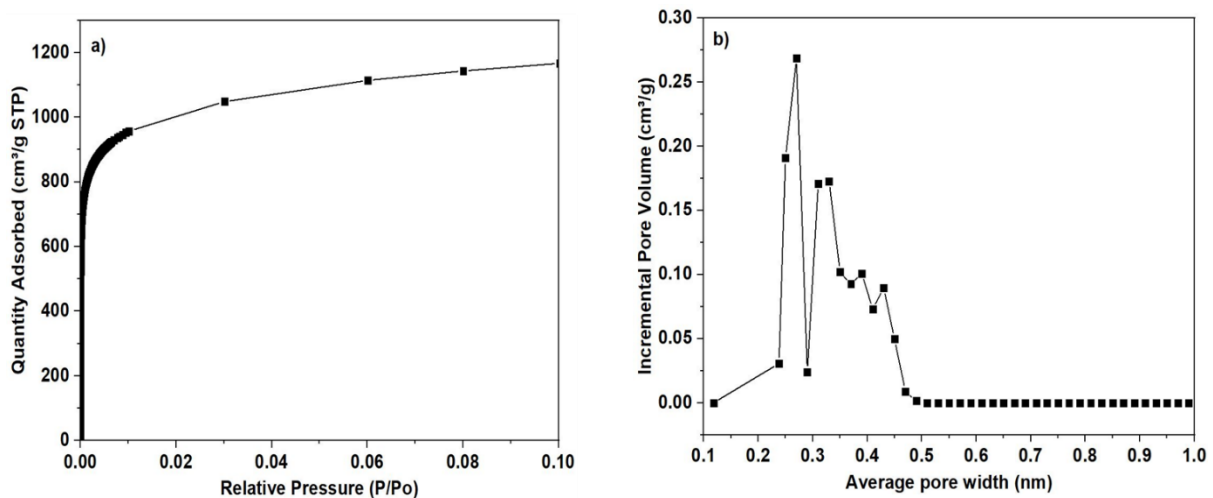 a)
1200
1000
800
600
400
200
0
Quantity Adsorbed (cm³/g STP)
0.00 0.02 0.04 0.06 0.08 0.10
Relative Pressure (P/Po)
b)
0.30
0.25
0.20
0.15
0.10
0.05
0.00
Incremental Pore Volume (cm³/g)
0.1 0.2 0.3 0.4 0.5 0.6 0.7 0.8 0.9 1.0
Average pore width (nm)